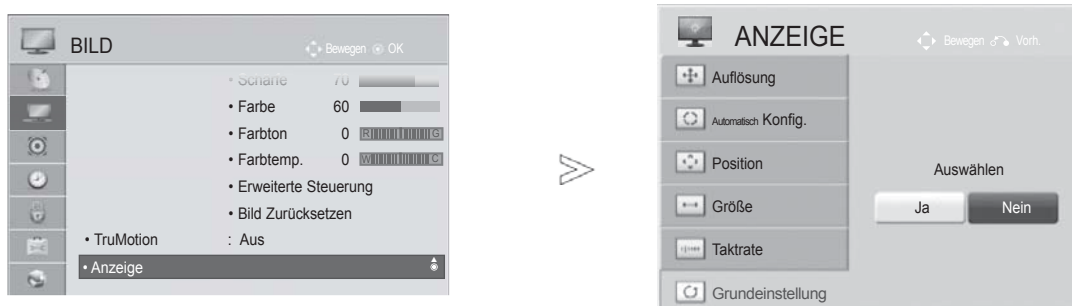 BILD
Bewegen OK
• Schärfe 70
• Farbe 60
• Farbton 0 R G
• Farbtemp. 0 W C
• Erweiterte Steuerung
• Bild Zurücksetzen
• TruMotion : Aus
• Anzeige
ANZEIGE
Bewegen Vorh.
Auflösung
Automatisch Konfig.
Position
Größe
Taktrate
Grundeinstellung
Auswählen
Ja Nein